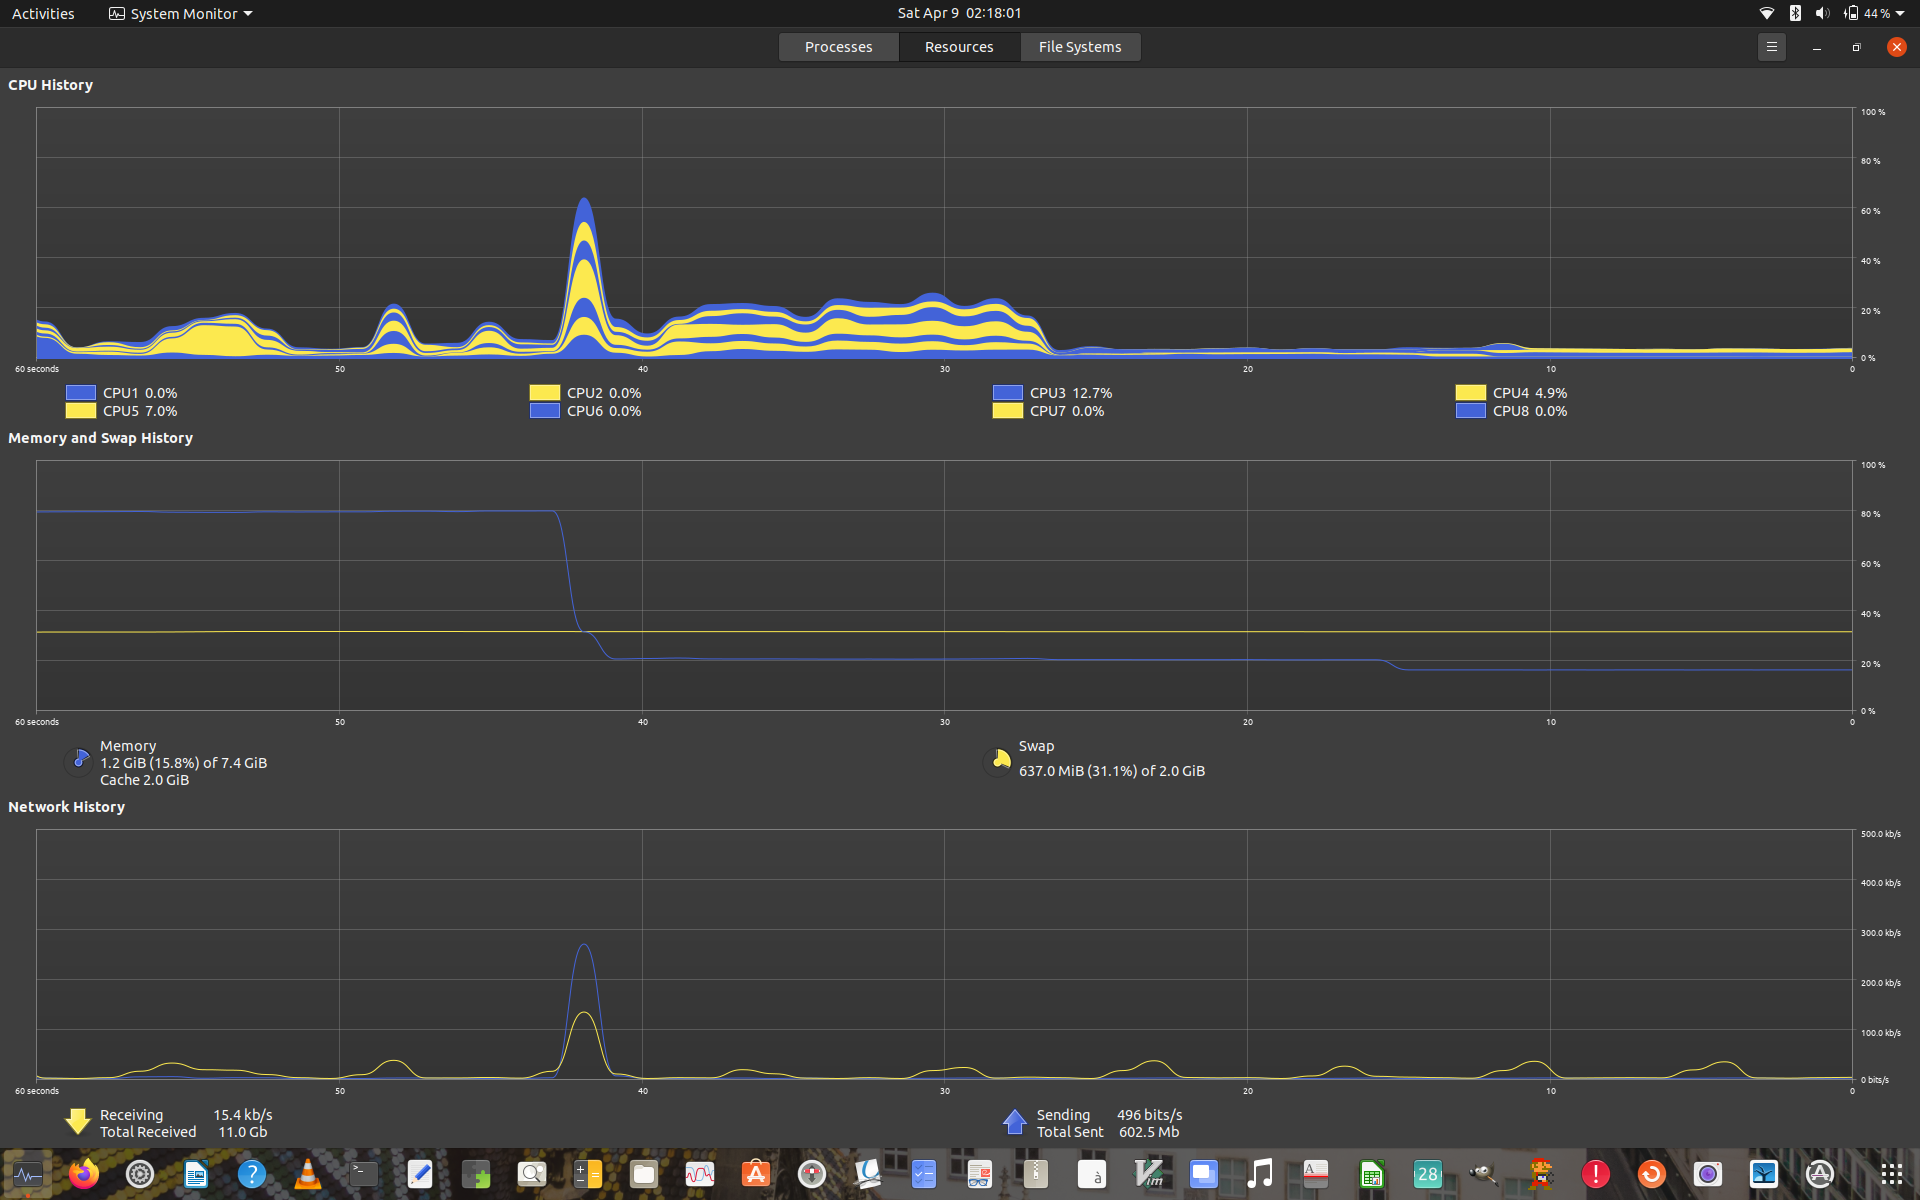 Activities System Monitor Sat Apr 9 02:18:01 44 %
Processes Resources File Systems
CPU History
100 %
80 %
60 %
40 %
20 %
0 %
60 seconds 50 40 30 20 10 0
CPU1 0.0% CPU2 0.0% CPU3 12.7% CPU4 4.9%
CPU5 7.0% CPU6 0.0% CPU7 0.0% CPU8 0.0%
Memory and Swap History
100 %
80 %
60 %
40 %
20 %
0 %
60 seconds 50 40 30 20 10 0
Memory Swap
1.2 GiB (15.8%) of 7.4 GiB 637.0 MiB (31.1%) of 2.0 GiB
Cache 2.0 GiB
Network History
500.0 kb/s
400.0 kb/s
300.0 kb/s
200.0 kb/s
100.0 kb/s
0 bits/s
60 seconds 50 40 30 20 10 0
Receiving 15.4 kb/s Sending 496 bits/s
Total Received 11.0 Gb Total Sent 602.5 Mb
? >_ à Vim A 28 !